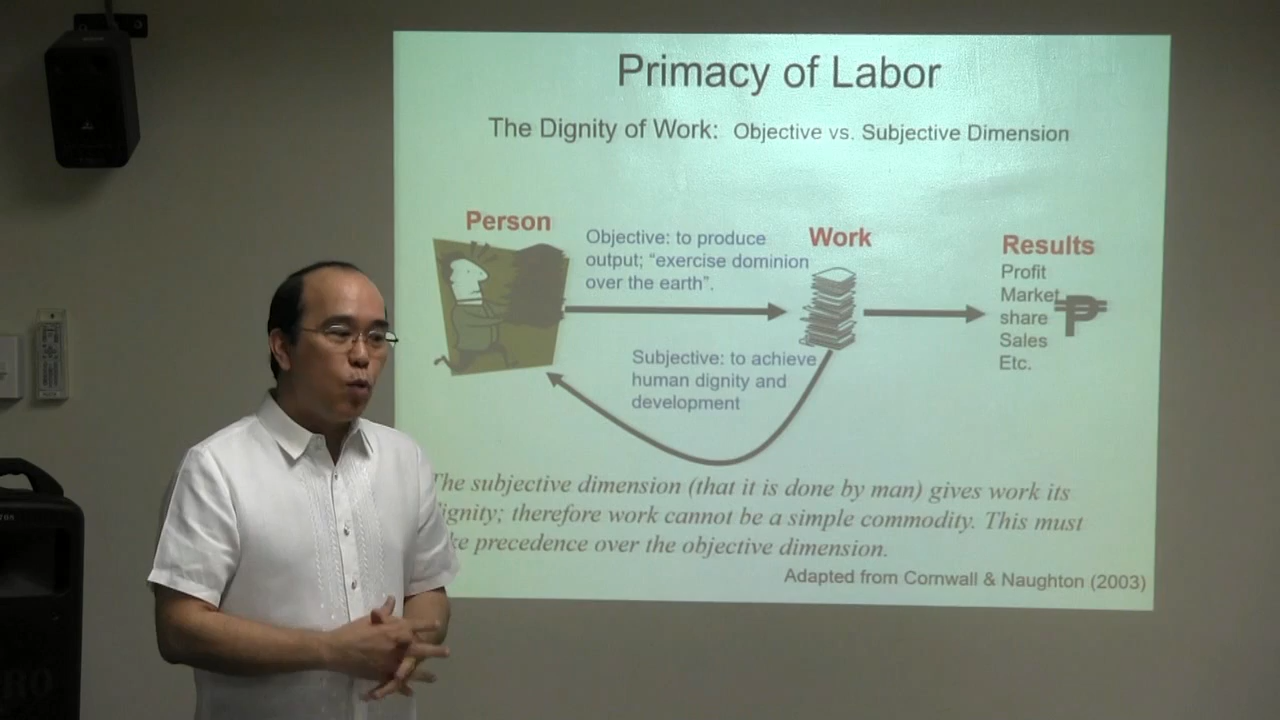 Primacy of Labor
The Dignity of Work: Objective vs. Subjective Dimension
Person
Objective: to produce
output; “exercise dominion
over the earth”.
Work
Results
Profit
Market
share
Sales
Etc.
Subjective: to achieve
human dignity and
development
The subjective dimension (that it is done by man) gives work its
ignity; therefore work cannot be a simple commodity. This must
ke precedence over the objective dimension.
Adapted from Cornwall & Naughton (2003)